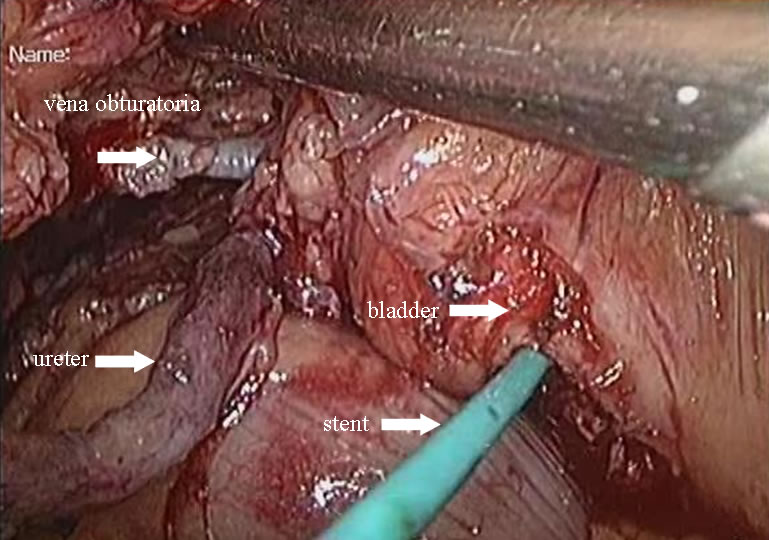 Name:
vena obturatoria
bladder
ureter
stent